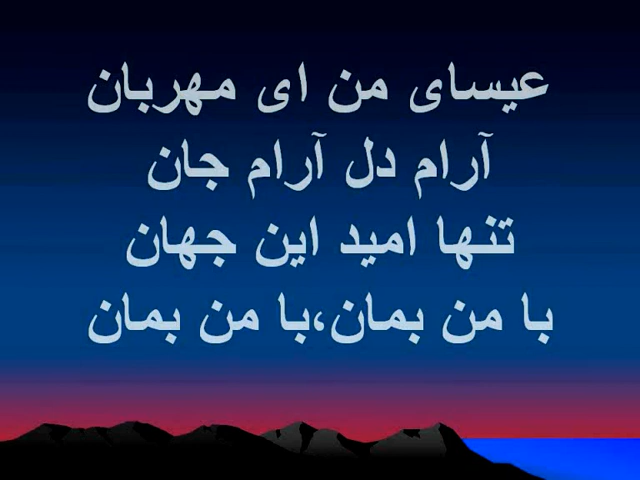 عیسای من ای مهربان
آرام دل آرام جان
تنها امید این جهان
با من بمان،با من بمان